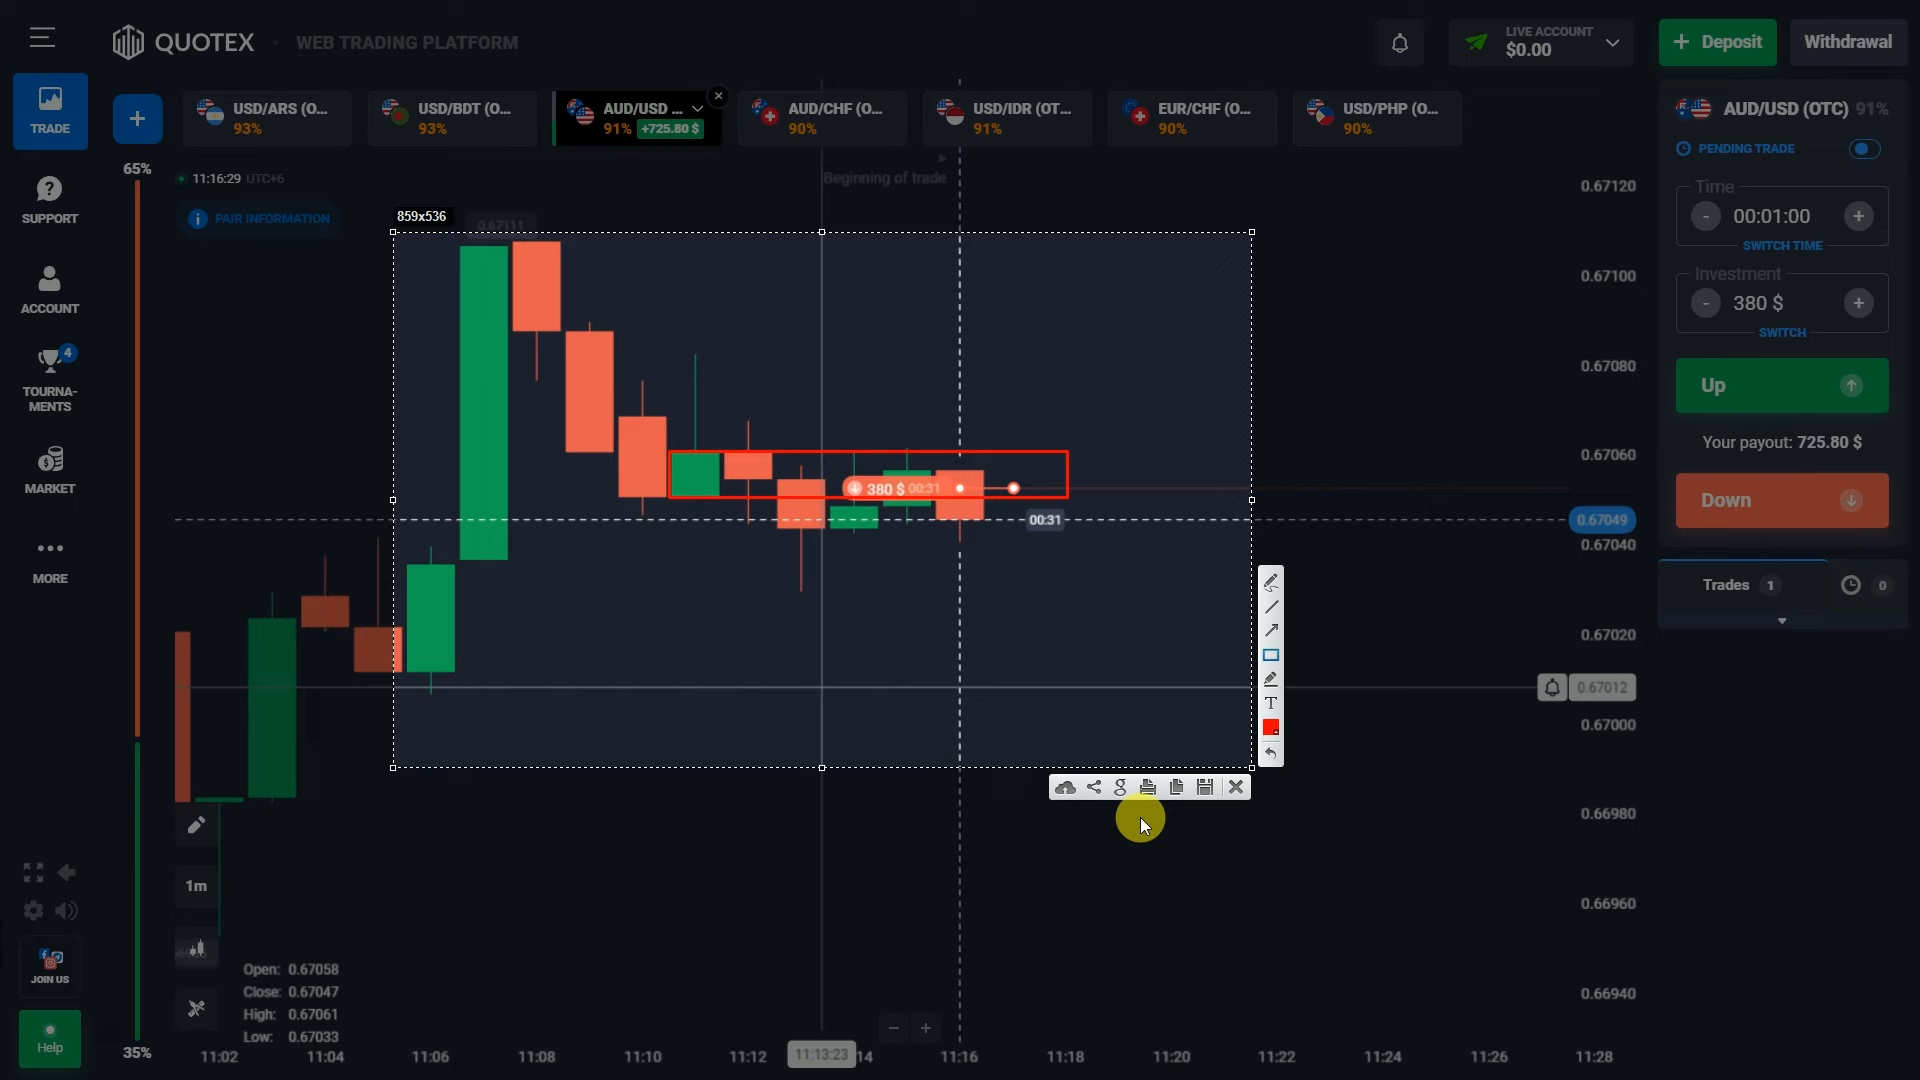 QUOTEX
WEB TRADING PLATFORM
LIVE ACCOUNT
$0.00
+ Deposit
Withdrawal
TRADE
+
USD/ARS (O...
93%
USD/BDT (O...
93%
AUD/USD ...
91% +725.80 $
AUD/CHF (O...
90%
USD/IDR (OT...
91%
EUR/CHF (O...
90%
USD/PHP (O...
90%
AUD/USD (OTC) 91%
PENDING TRADE
Time
- 00:01:00 +
SWITCH TIME
Investment
- 380 $ +
SWITCH
Up
Your payout: 725.80 $
Down
Trades 1
0
SUPPORT
ACCOUNT
4
TOURNA-
MENTS
MARKET
MORE
JOIN US
Help
65%
35%
11:16:29 UTC+6
PAIR INFORMATION
Beginning of trade
859x536
0.67111
380 $ 00:31
00:31
T
g
0.67120
0.67100
0.67080
0.67060
0.67049
0.67040
0.67020
0.67012
0.67000
0.66980
0.66960
0.66940
1m
Open: 0.67058
Close: 0.67047
High: 0.67061
Low: 0.67033
- +
11:02
11:04
11:06
11:08
11:10
11:12
11:13:23
14
11:16
11:18
11:20
11:22
11:24
11:26
11:28